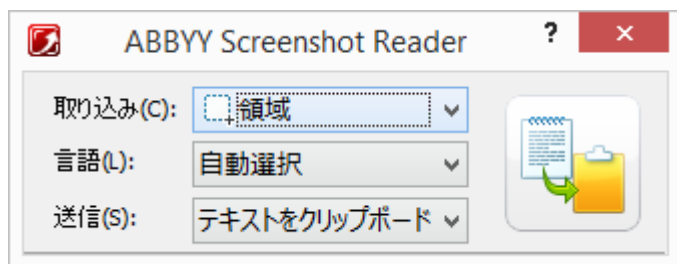 ABBYY Screenshot Reader ? ×
取り込み(C): 領域
言語(L): 自動選択
送信(S): テキストをクリップボード